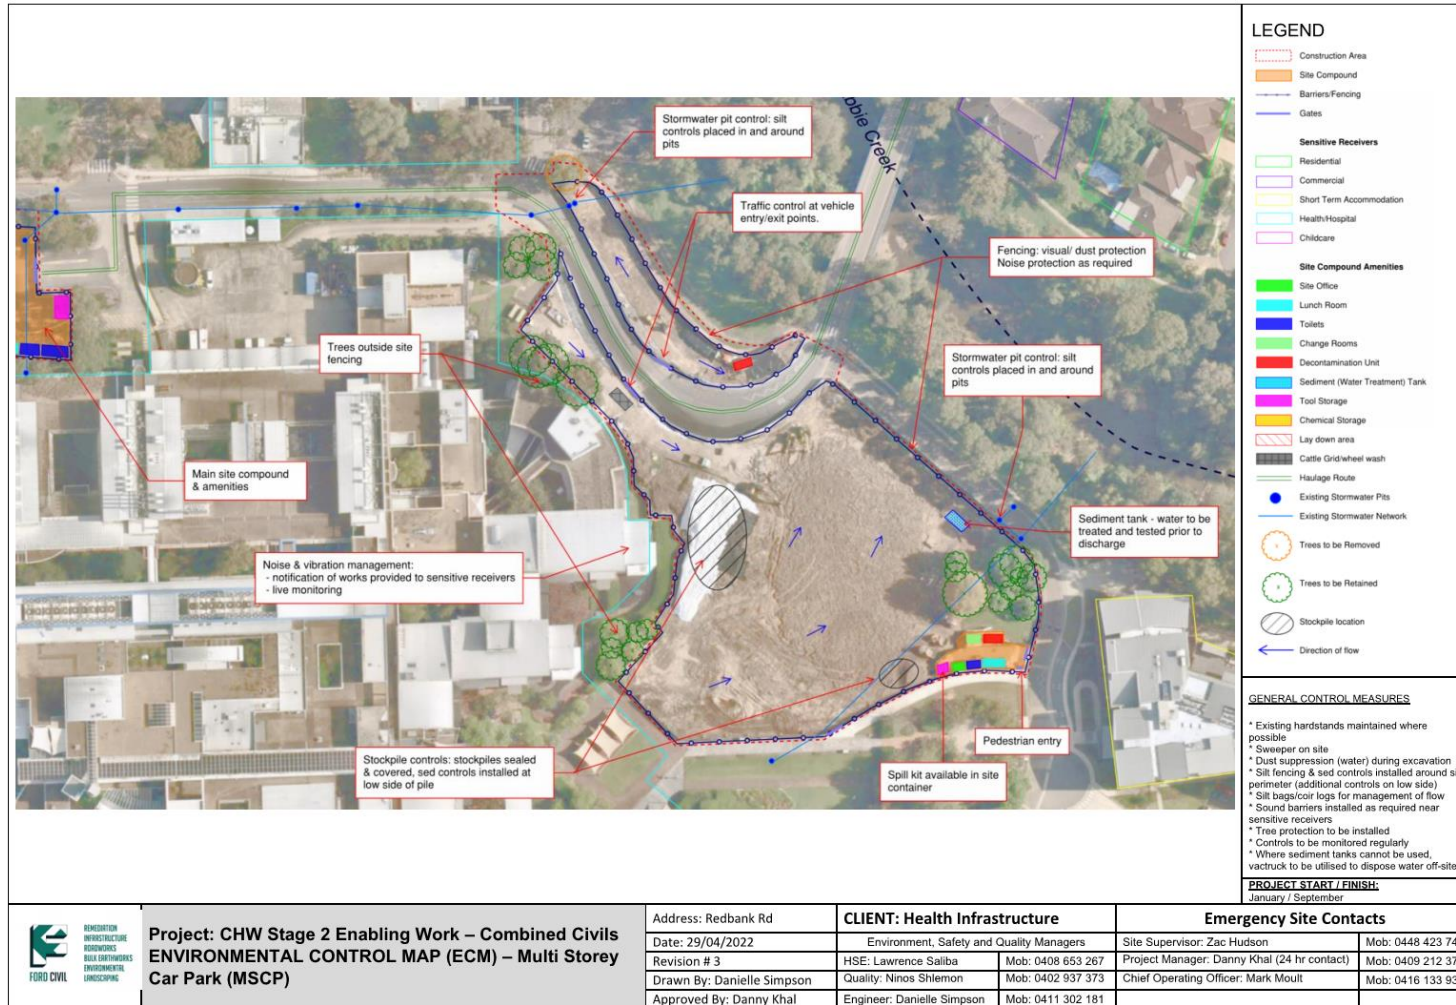 Stormwater pit control: silt
controls placed in and around
pits
Traffic control at vehicle
entry/exit points.
Fencing: visual/ dust protection
Noise protection as required
Creek
Trees outside site
fencing
Stormwater pit control: silt
controls placed in and around
pits
Main site compound
& amenities
Sediment tank - water to be
treated and tested prior to
discharge
Noise & vibration management:
- notification of works provided to sensitive receivers
- live monitoring
Stockpile controls: stockpiles sealed
& covered, sed controls installed at
low side of pile
Pedestrian entry
Spill kit available in site
container
LEGEND
Construction Area
Site Compound
Barriers/Fencing
Gates
Sensitive Receivers
Residential
Commercial
Short Term Accommodation
Health/Hospital
Childcare
Site Compound Amenities
Site Office
Lunch Room
Toilets
Change Rooms
Decontamination Unit
Sediment (Water Treatment) Tank
Tool Storage
Chemical Storage
Lay down area
Cattle Grid/wheel wash
Haulage Route
Existing Stormwater Pits
Existing Stormwater Network
Trees to be Removed
Trees to be Retained
Stockpile location
Direction of flow
GENERAL CONTROL MEASURES
* Existing hardstands maintained where
possible
* Sweeper on site
* Dust suppression (water) during excavation
* Silt fencing & sed controls installed around
perimeter (additional controls on low side)
* Silt bags/coir logs for management of flow
* Sound barriers installed as required near
sensitive receivers
* Tree protection to be installed
* Controls to be monitored regularly
* Where sediment tanks cannot be used,
vactruck to be utilised to dispose water off-site
PROJECT START / FINISH:
January / September
FORD CIVIL
REMEDIATION
INFRASTRUCTURE
ROADWORKS
BULK EARTHWORKS
ENVIRONMENTAL
LANDSCAPING
Project: CHW Stage 2 Enabling Work – Combined Civils
ENVIRONMENTAL CONTROL MAP (ECM) – Multi Storey
Car Park (MSCP)
Address: Redbank Rd
Date: 29/04/2022
Revision # 3
Drawn By: Danielle Simpson
Approved By: Danny Khal
CLIENT: Health Infrastructure
Environment, Safety and Quality Managers
HSE: Lawrence Saliba Mob: 0408 653 267
Quality: Ninos Shlemon Mob: 0402 937 373
Engineer: Danielle Simpson Mob: 0411 302 181
Emergency Site Contacts
Site Supervisor: Zac Hudson Mob: 0448 423 74
Project Manager: Danny Khal (24 hr contact) Mob: 0409 212 37
Chief Operating Officer: Mark Moult Mob: 0416 133 93